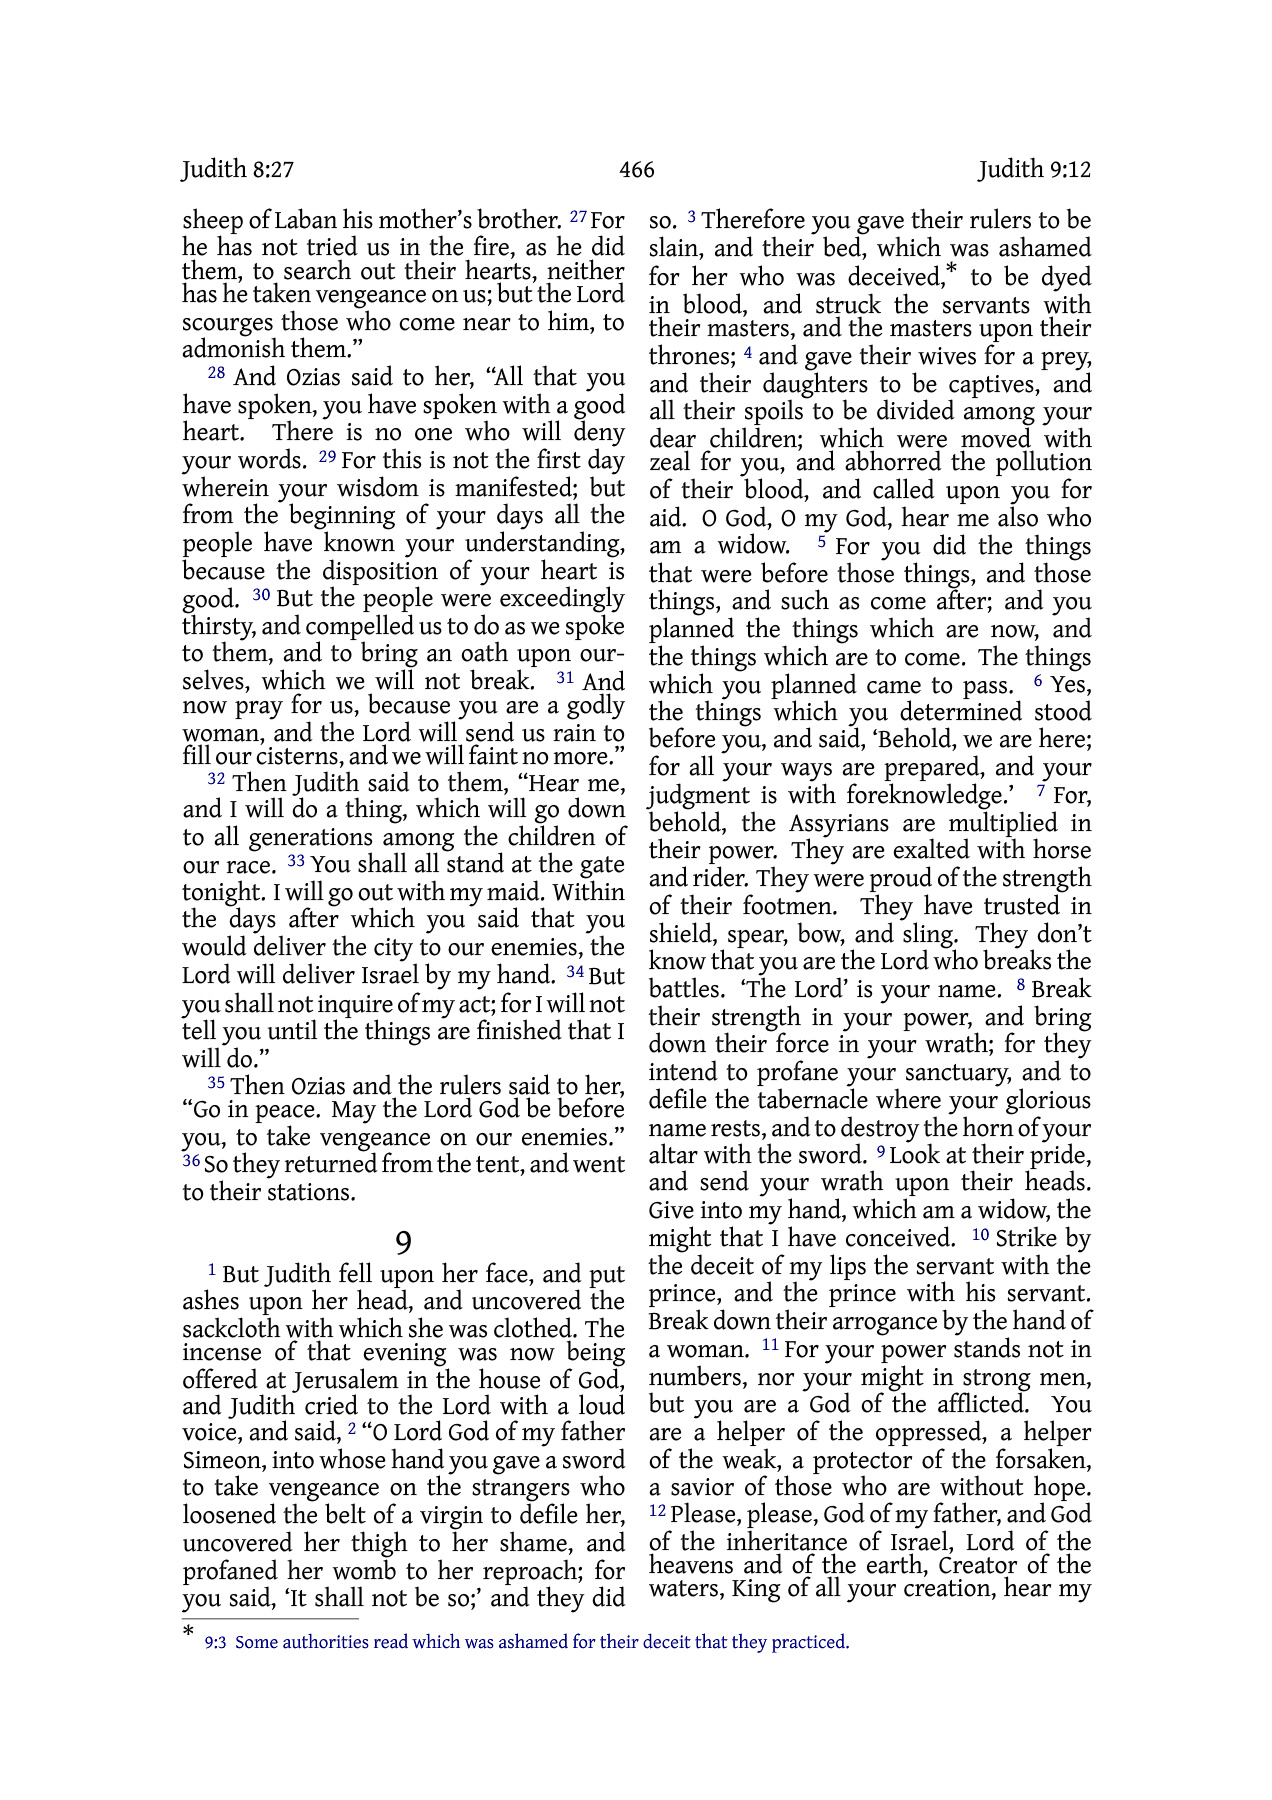 Judith 8:27 466 Judith 9:12
sheep of Laban his mother’s brother. 27 For
he has not tried us in the fire, as he did
them, to search out their hearts, neither
has he taken vengeance on us; but the Lord
scourges those who come near to him, to
admonish them.”
28 And Ozias said to her, “All that you
have spoken, you have spoken with a good
heart. There is no one who will deny
your words. 29 For this is not the first day
wherein your wisdom is manifested; but
from the beginning of your days all the
people have known your understanding,
because the disposition of your heart is
good. 30 But the people were exceedingly
thirsty, and compelled us to do as we spoke
to them, and to bring an oath upon our-
selves, which we will not break. 31 And
now pray for us, because you are a godly
woman, and the Lord will send us rain to
fill our cisterns, and we will faint no more.”
32 Then Judith said to them, “Hear me,
and I will do a thing, which will go down
to all generations among the children of
our race. 33 You shall all stand at the gate
tonight. I will go out with my maid. Within
the days after which you said that you
would deliver the city to our enemies, the
Lord will deliver Israel by my hand. 34 But
you shall not inquire of my act; for I will not
tell you until the things are finished that I
will do.”
35 Then Ozias and the rulers said to her,
“Go in peace. May the Lord God be before
you, to take vengeance on our enemies.”
36 So they returned from the tent, and went
to their stations.
9
1 But Judith fell upon her face, and put
ashes upon her head, and uncovered the
sackcloth with which she was clothed. The
incense of that evening was now being
offered at Jerusalem in the house of God,
and Judith cried to the Lord with a loud
voice, and said, 2 “O Lord God of my father
Simeon, into whose hand you gave a sword
to take vengeance on the strangers who
loosened the belt of a virgin to defile her,
uncovered her thigh to her shame, and
profaned her womb to her reproach; for
you said, ‘It shall not be so;’ and they did
so. 3 Therefore you gave their rulers to be
slain, and their bed, which was ashamed
for her who was deceived,* to be dyed
in blood, and struck the servants with
their masters, and the masters upon their
thrones; 4 and gave their wives for a prey,
and their daughters to be captives, and
all their spoils to be divided among your
dear children; which were moved with
zeal for you, and abhorred the pollution
of their blood, and called upon you for
aid. O God, O my God, hear me also who
am a widow. 5 For you did the things
that were before those things, and those
things, and such as come after; and you
planned the things which are now, and
the things which are to come. The things
which you planned came to pass. 6 Yes,
the things which you determined stood
before you, and said, ‘Behold, we are here;
for all your ways are prepared, and your
judgment is with foreknowledge.’ 7 For,
behold, the Assyrians are multiplied in
their power. They are exalted with horse
and rider. They were proud of the strength
of their footmen. They have trusted in
shield, spear, bow, and sling. They don’t
know that you are the Lord who breaks the
battles. ‘The Lord’ is your name. 8 Break
their strength in your power, and bring
down their force in your wrath; for they
intend to profane your sanctuary, and to
defile the tabernacle where your glorious
name rests, and to destroy the horn of your
altar with the sword. 9 Look at their pride,
and send your wrath upon their heads.
Give into my hand, which am a widow, the
might that I have conceived. 10 Strike by
the deceit of my lips the servant with the
prince, and the prince with his servant.
Break down their arrogance by the hand of
a woman. 11 For your power stands not in
numbers, nor your might in strong men,
but you are a God of the afflicted. You
are a helper of the oppressed, a helper
of the weak, a protector of the forsaken,
a savior of those who are without hope.
12 Please, please, God of my father, and God
of the inheritance of Israel, Lord of the
heavens and of the earth, Creator of the
waters, King of all your creation, hear my
* 9:3 Some authorities read which was ashamed for their deceit that they practiced.